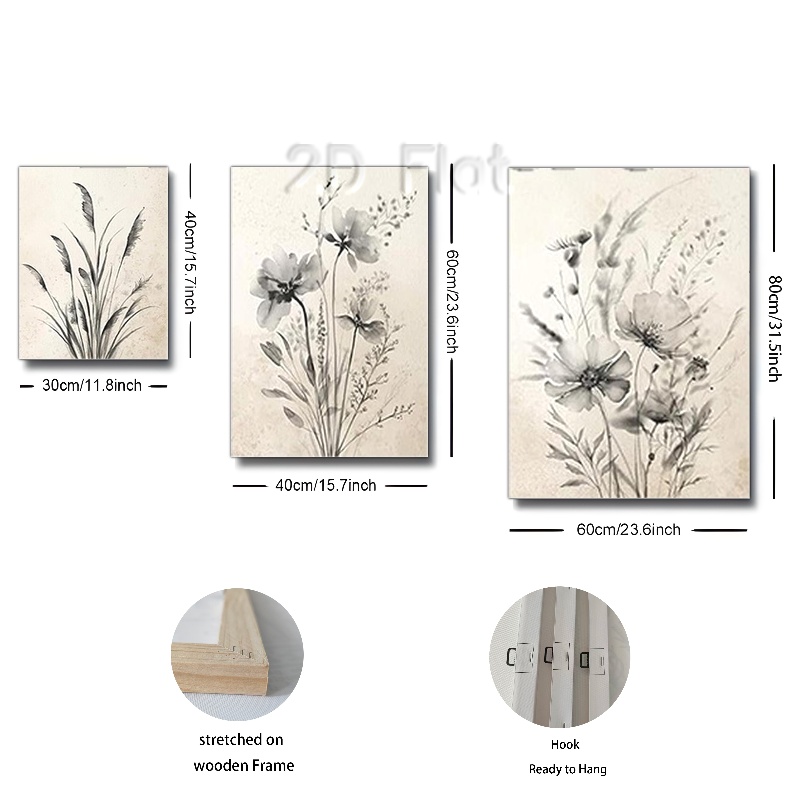 2D Flat
40cm/15.7inch
30cm/11.8inch
60cm/23.6inch
40cm/15.7inch
80cm/31.5inch
60cm/23.6inch
stretched on
wooden Frame
Hook
Ready to Hang